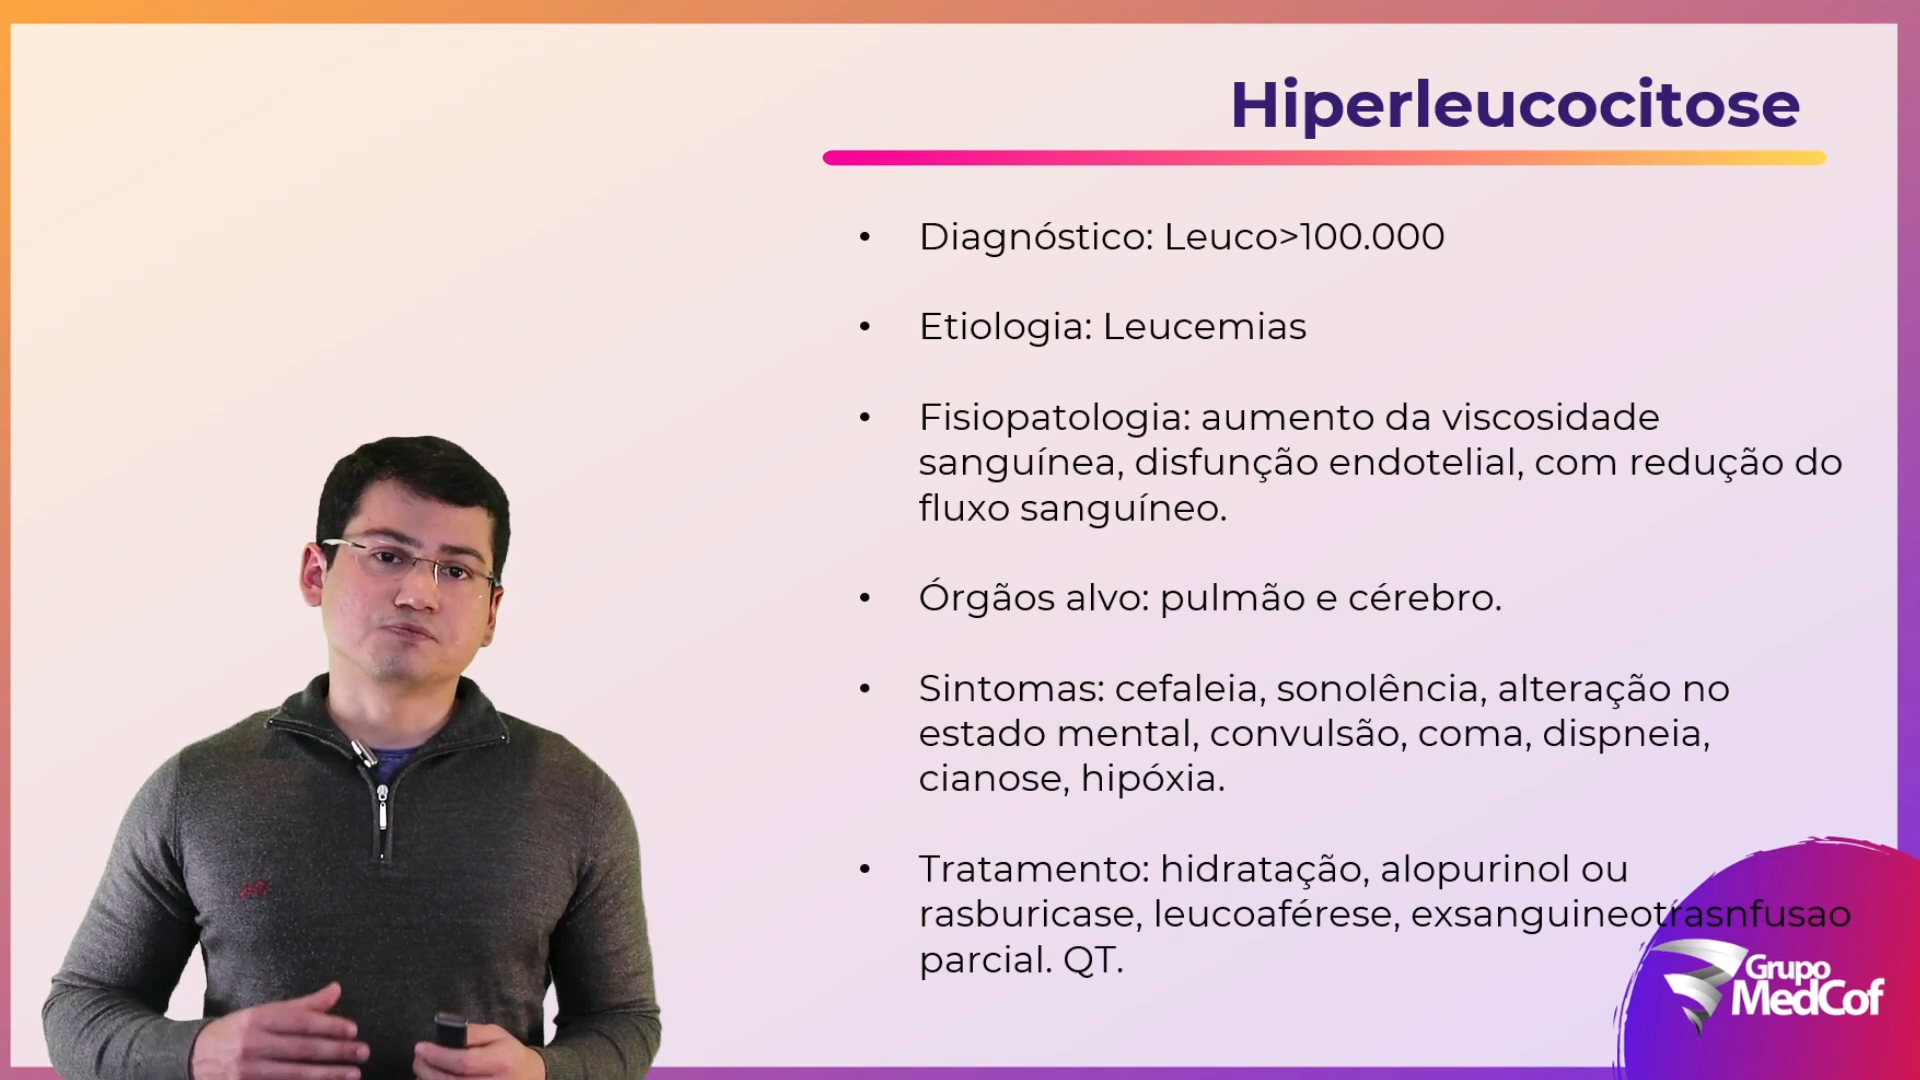 Hiperleucocitose
• Diagnóstico: Leuco>100.000
• Etiologia: Leucemias
• Fisiopatologia: aumento da viscosidade
sanguínea, disfunção endotelial, com redução do
fluxo sanguíneo.
• Órgãos alvo: pulmão e cérebro.
• Sintomas: cefaleia, sonolência, alteração no
estado mental, convulsão, coma, dispneia,
cianose, hipóxia.
• Tratamento: hidratação, alopurinol ou
rasburicase, leucoaférese, exsanguineotrasnfusao
parcial. QT.
Grupo
MedCof